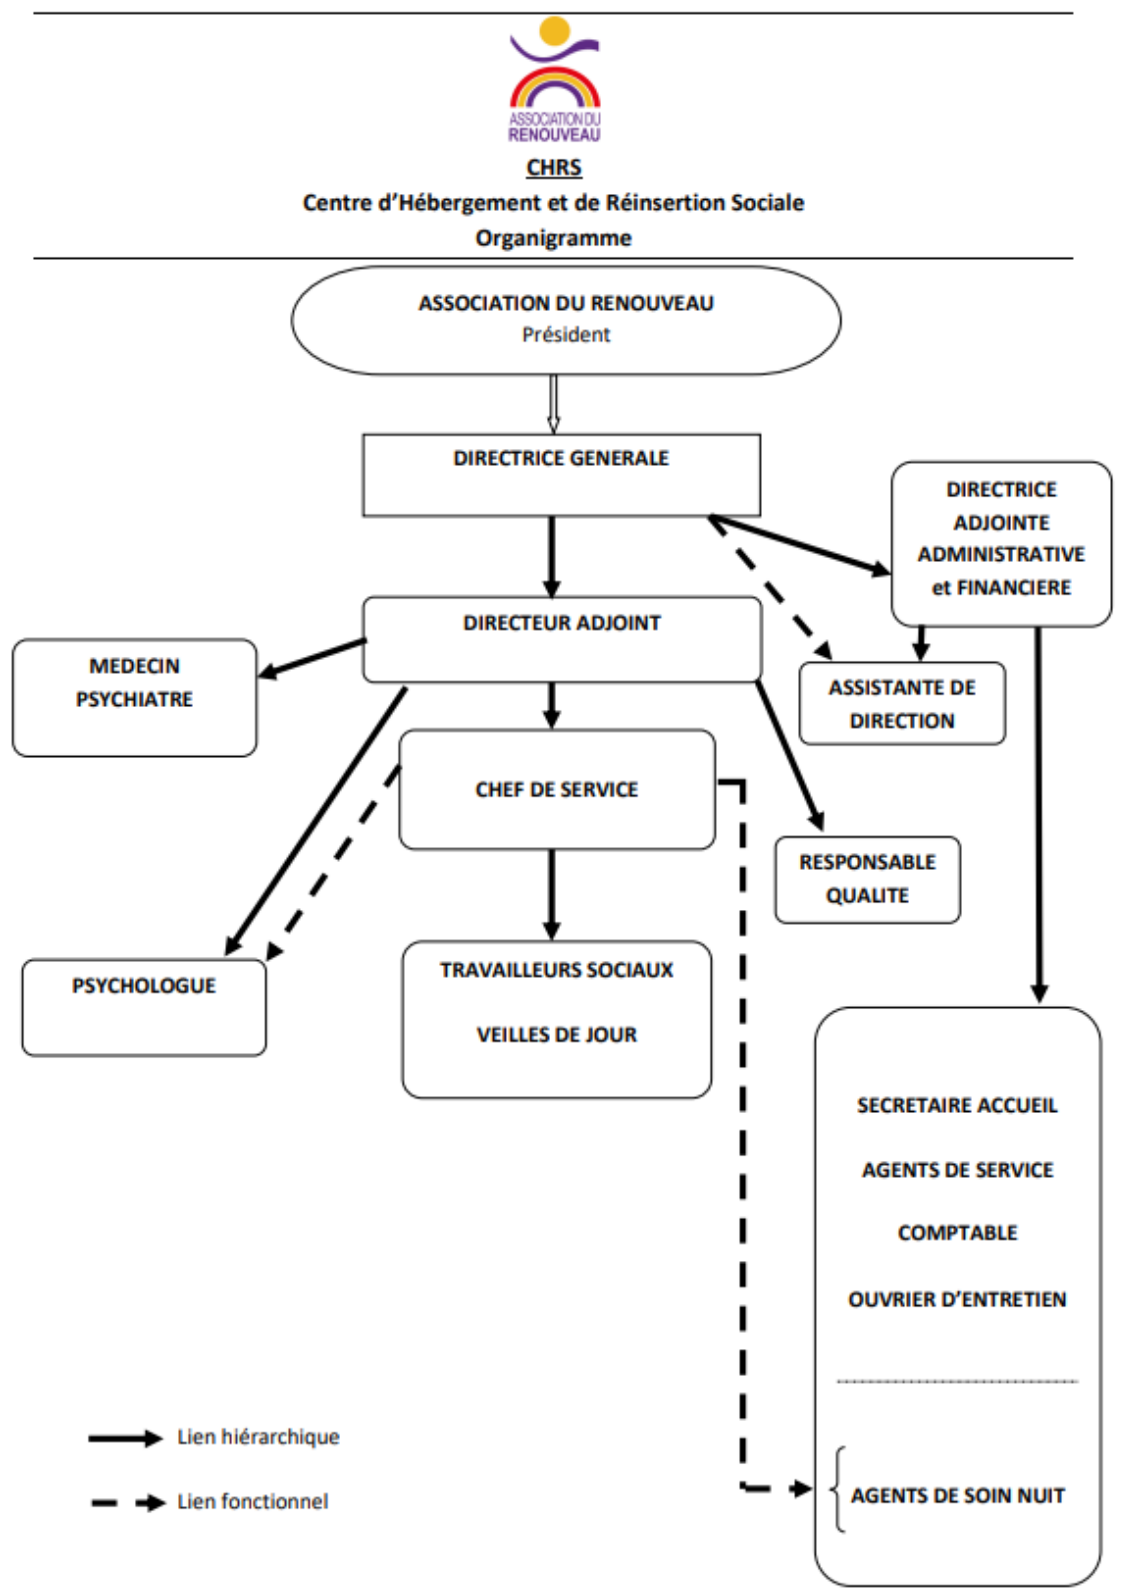 ASSOCIATION DU
RENOUVEAU
CHRS
Centre d’Hébergement et de Réinsertion Sociale
Organigramme
ASSOCIATION DU RENOUVEAU
Président
DIRECTRICE GENERALE
DIRECTRICE
ADJOINTE
ADMINISTRATIVE
et FINANCIERE
DIRECTEUR ADJOINT
MEDECIN
PSYCHIATRE
ASSISTANTE DE
DIRECTION
CHEF DE SERVICE
RESPONSABLE
QUALITE
PSYCHOLOGUE
TRAVAILLEURS SOCIAUX
VEILLES DE JOUR
SECRETAIRE ACCUEIL
AGENTS DE SERVICE
COMPTABLE
OUVRIER D’ENTRETIEN
AGENTS DE SOIN NUIT
Lien hiérarchique
Lien fonctionnel